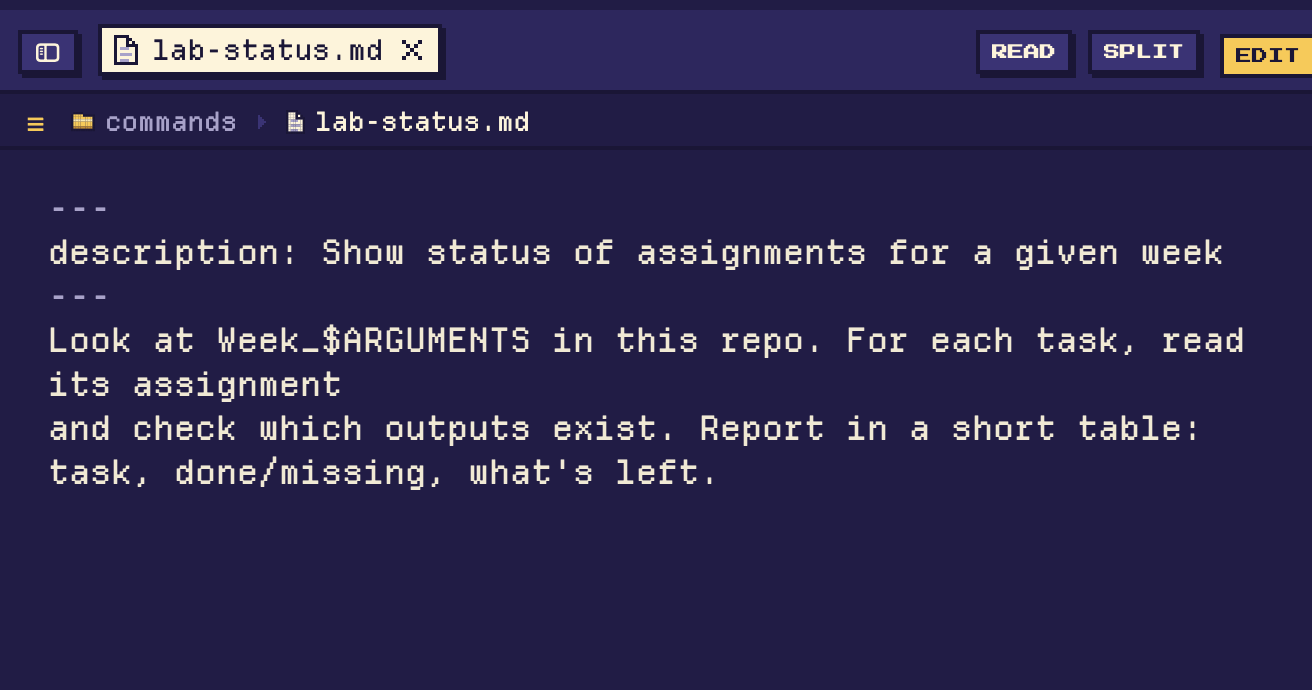 lab-status.md
READ SPLIT EDIT
commands lab-status.md
---
description: Show status of assignments for a given week
---
Look at Week_$ARGUMENTS in this repo. For each task, read
its assignment
and check which outputs exist. Report in a short table:
task, done/missing, what's left.